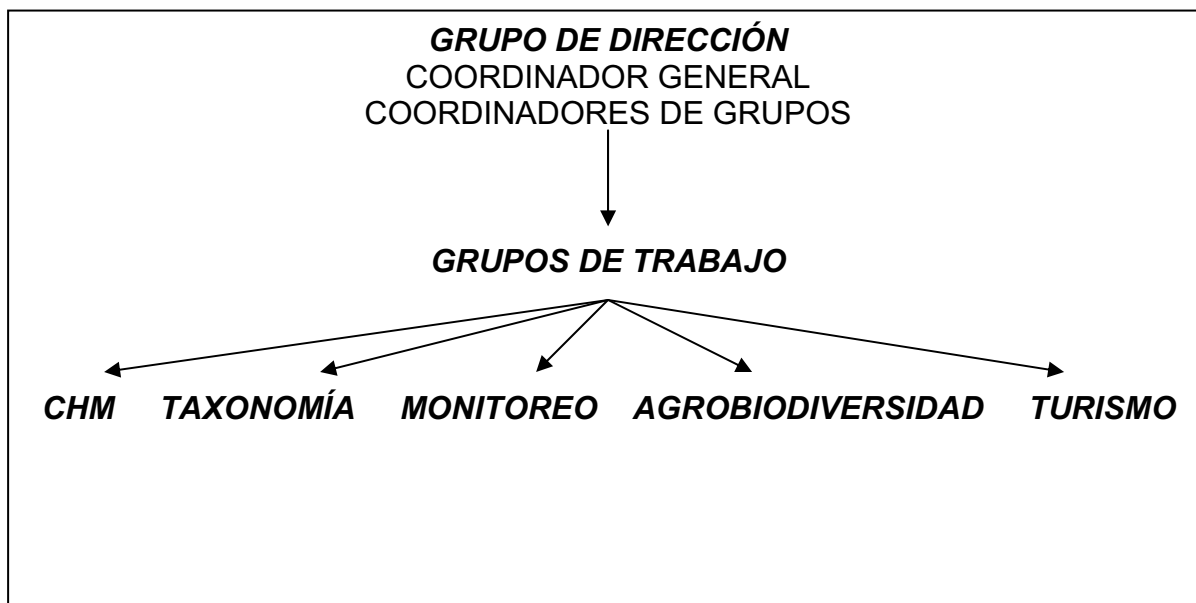 GRUPO DE DIRECCIÓN
COORDINADOR GENERAL
COORDINADORES DE GRUPOS
GRUPOS DE TRABAJO
CHM TAXONOMÍA MONITOREO AGROBIODIVERSIDAD TURISMO